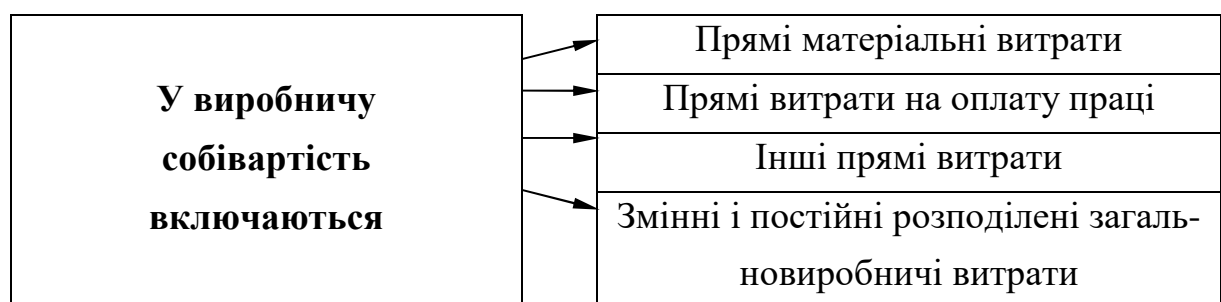 У виробничу
собівартість
включаються
Прямі матеріальні витрати
Прямі витрати на оплату праці
Інші прямі витрати
Змінні і постійні розподілені загаль-
новиробничі витрати